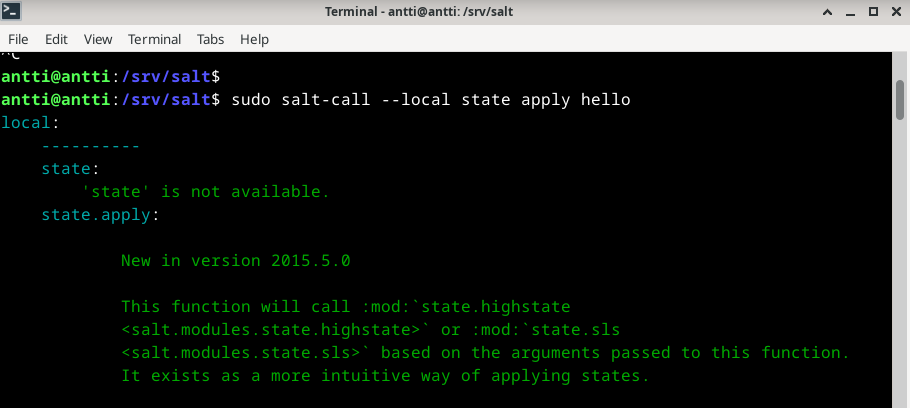 Terminal - antti@antti: /srv/salt
File Edit View Terminal Tabs Help
^C
antti@antti:/srv/salt$
antti@antti:/srv/salt$ sudo salt-call --local state apply hello
local:
----------
state:
'state' is not available.
state.apply:
New in version 2015.5.0
This function will call :mod:`state.highstate
<salt.modules.state.highstate>` or :mod:`state.sls
<salt.modules.state.sls>` based on the arguments passed to this function.
It exists as a more intuitive way of applying states.